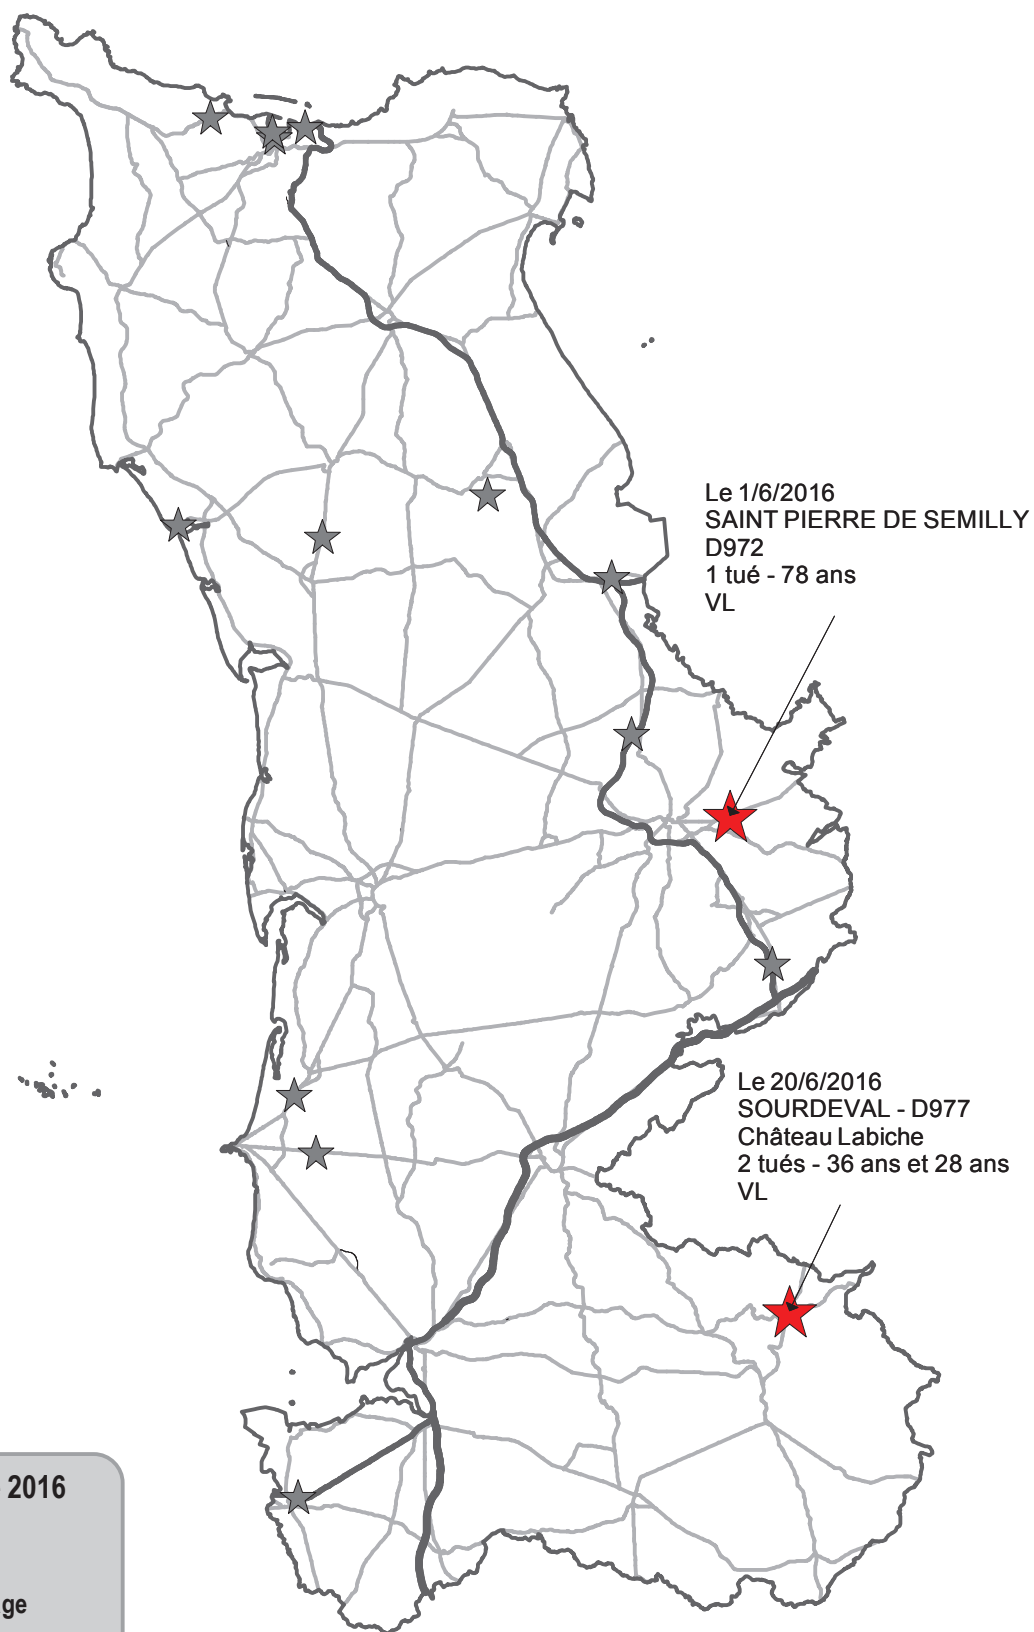 Le 1/6/2016
SAINT PIERRE DE SEMILLY
D972
1 tué - 78 ans
VL
Le 20/6/2016
SOURDEVAL - D977
Château Labiche
2 tués - 36 ans et 28 ans
VL
2016
ge